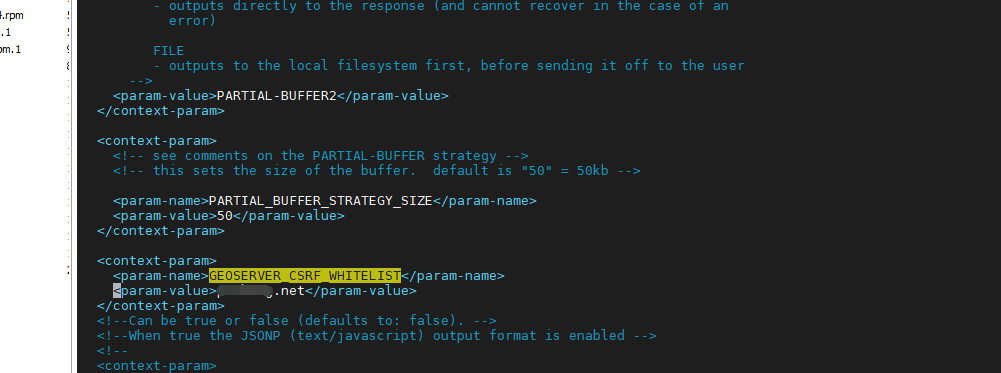 - outputs directly to the response (and cannot recover in the case of an
error)
FILE
- outputs to the local filesystem first, before sending it off to the user
-->
<param-value>PARTIAL-BUFFER2</param-value>
</context-param>
<context-param>
<!-- see comments on the PARTIAL-BUFFER strategy -->
<!-- this sets the size of the buffer.  default is "50" = 50kb -->
<param-name>PARTIAL_BUFFER_STRATEGY_SIZE</param-name>
<param-value>50</param-value>
</context-param>
<context-param>
<param-name>GEOSERVER_CSRF_WHITELIST</param-name>
<param-value>.net</param-value>
</context-param>
<!--Can be true or false (defaults to: false). -->
<!--When true the JSONP (text/javascript) output format is enabled -->
<!--
<context-param>